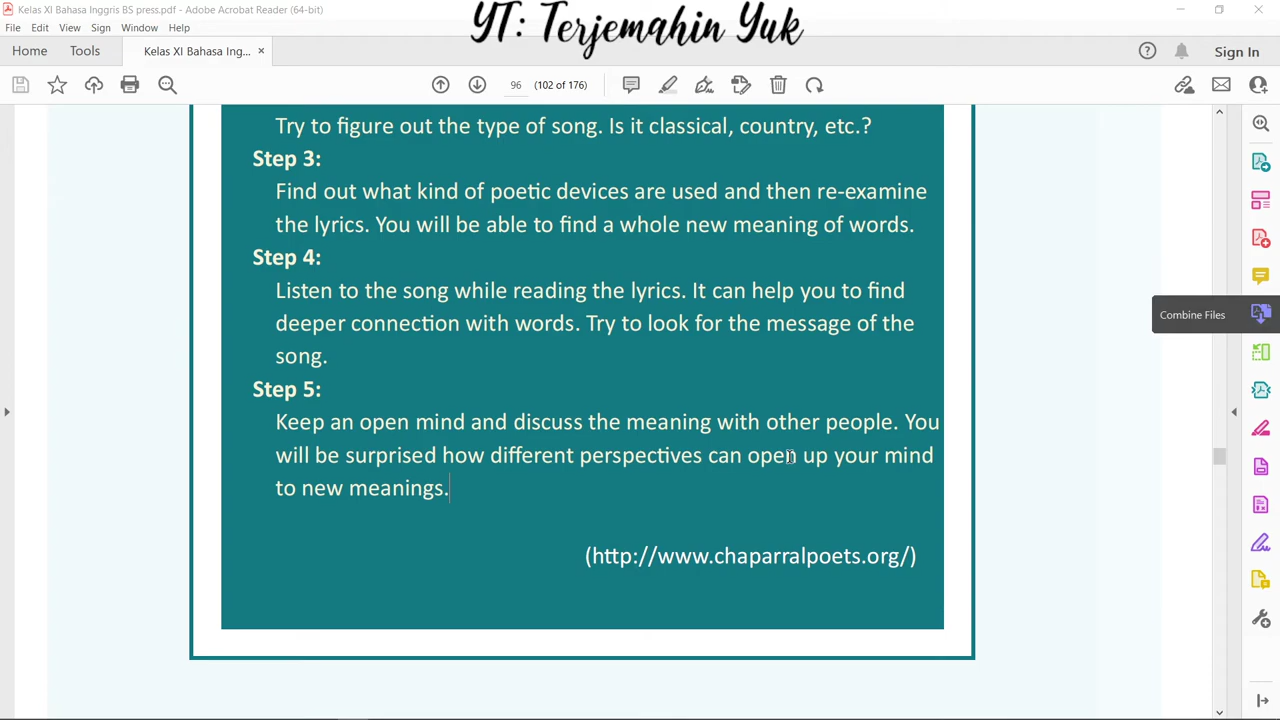 Kelas XI Bahasa Inggris BS press.pdf - Adobe Acrobat Reader (64-bit)
YT: Terjemahin Yuk
File Edit View Sign Window Help
Home Tools Kelas XI Bahasa Ing... × Sign In
96 (102 of 176)
Try to figure out the type of song. Is it classical, country, etc.?
Step 3:
Find out what kind of poetic devices are used and then re-examine
the lyrics. You will be able to find a whole new meaning of words.
Step 4:
Listen to the song while reading the lyrics. It can help you to find
deeper connection with words. Try to look for the message of the
song.
Combine Files
Step 5:
Keep an open mind and discuss the meaning with other people. You
will be surprised how different perspectives can open up your mind
to new meanings.
(http://www.chaparralpoets.org/)